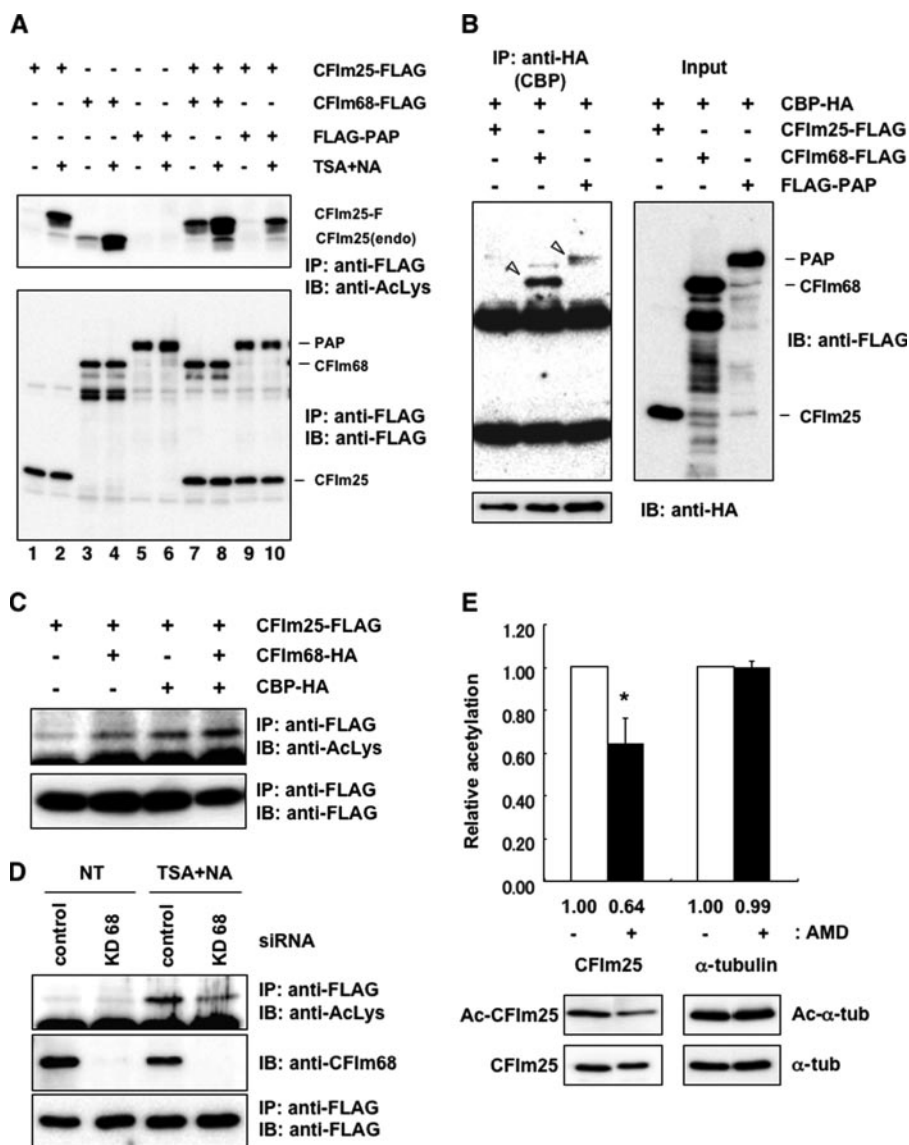 A
+ + - - - - + + + + CFIm25-FLAG
- - + + - - + + - - CFIm68-FLAG
- - - - + + - - + + FLAG-PAP
- + - + - + - + - + TSA+NA
CFIm25-F
CFIm25(endo)
IP: anti-FLAG
IB: anti-AcLys
– PAP
– CFIm68
IP: anti-FLAG
IB: anti-FLAG
– CFIm25
1 2 3 4 5 6 7 8 9 10
B
IP: anti-HA
(CBP)
Input
+ + + + + + CBP-HA
+ - - + - - CFIm25-FLAG
- + - - + - CFIm68-FLAG
- - + - - + FLAG-PAP
– PAP
– CFIm68
IB: anti-FLAG
– CFIm25
IB: anti-HA
C
+ + + + CFIm25-FLAG
- + - + CFIm68-HA
- - + + CBP-HA
IP: anti-FLAG
IB: anti-AcLys
IP: anti-FLAG
IB: anti-FLAG
D
NT TSA+NA
control KD 68 control KD 68 siRNA
IP: anti-FLAG
IB: anti-AcLys
IB: anti-CFIm68
IP: anti-FLAG
IB: anti-FLAG
E
Relative acetylation
1.20
1.00
0.80
0.60
0.40
0.20
0.00
*
1.00 0.64 1.00 0.99
- + - + : AMD
CFIm25 α-tubulin
Ac-CFIm25 Ac-α-tub
CFIm25 α-tub